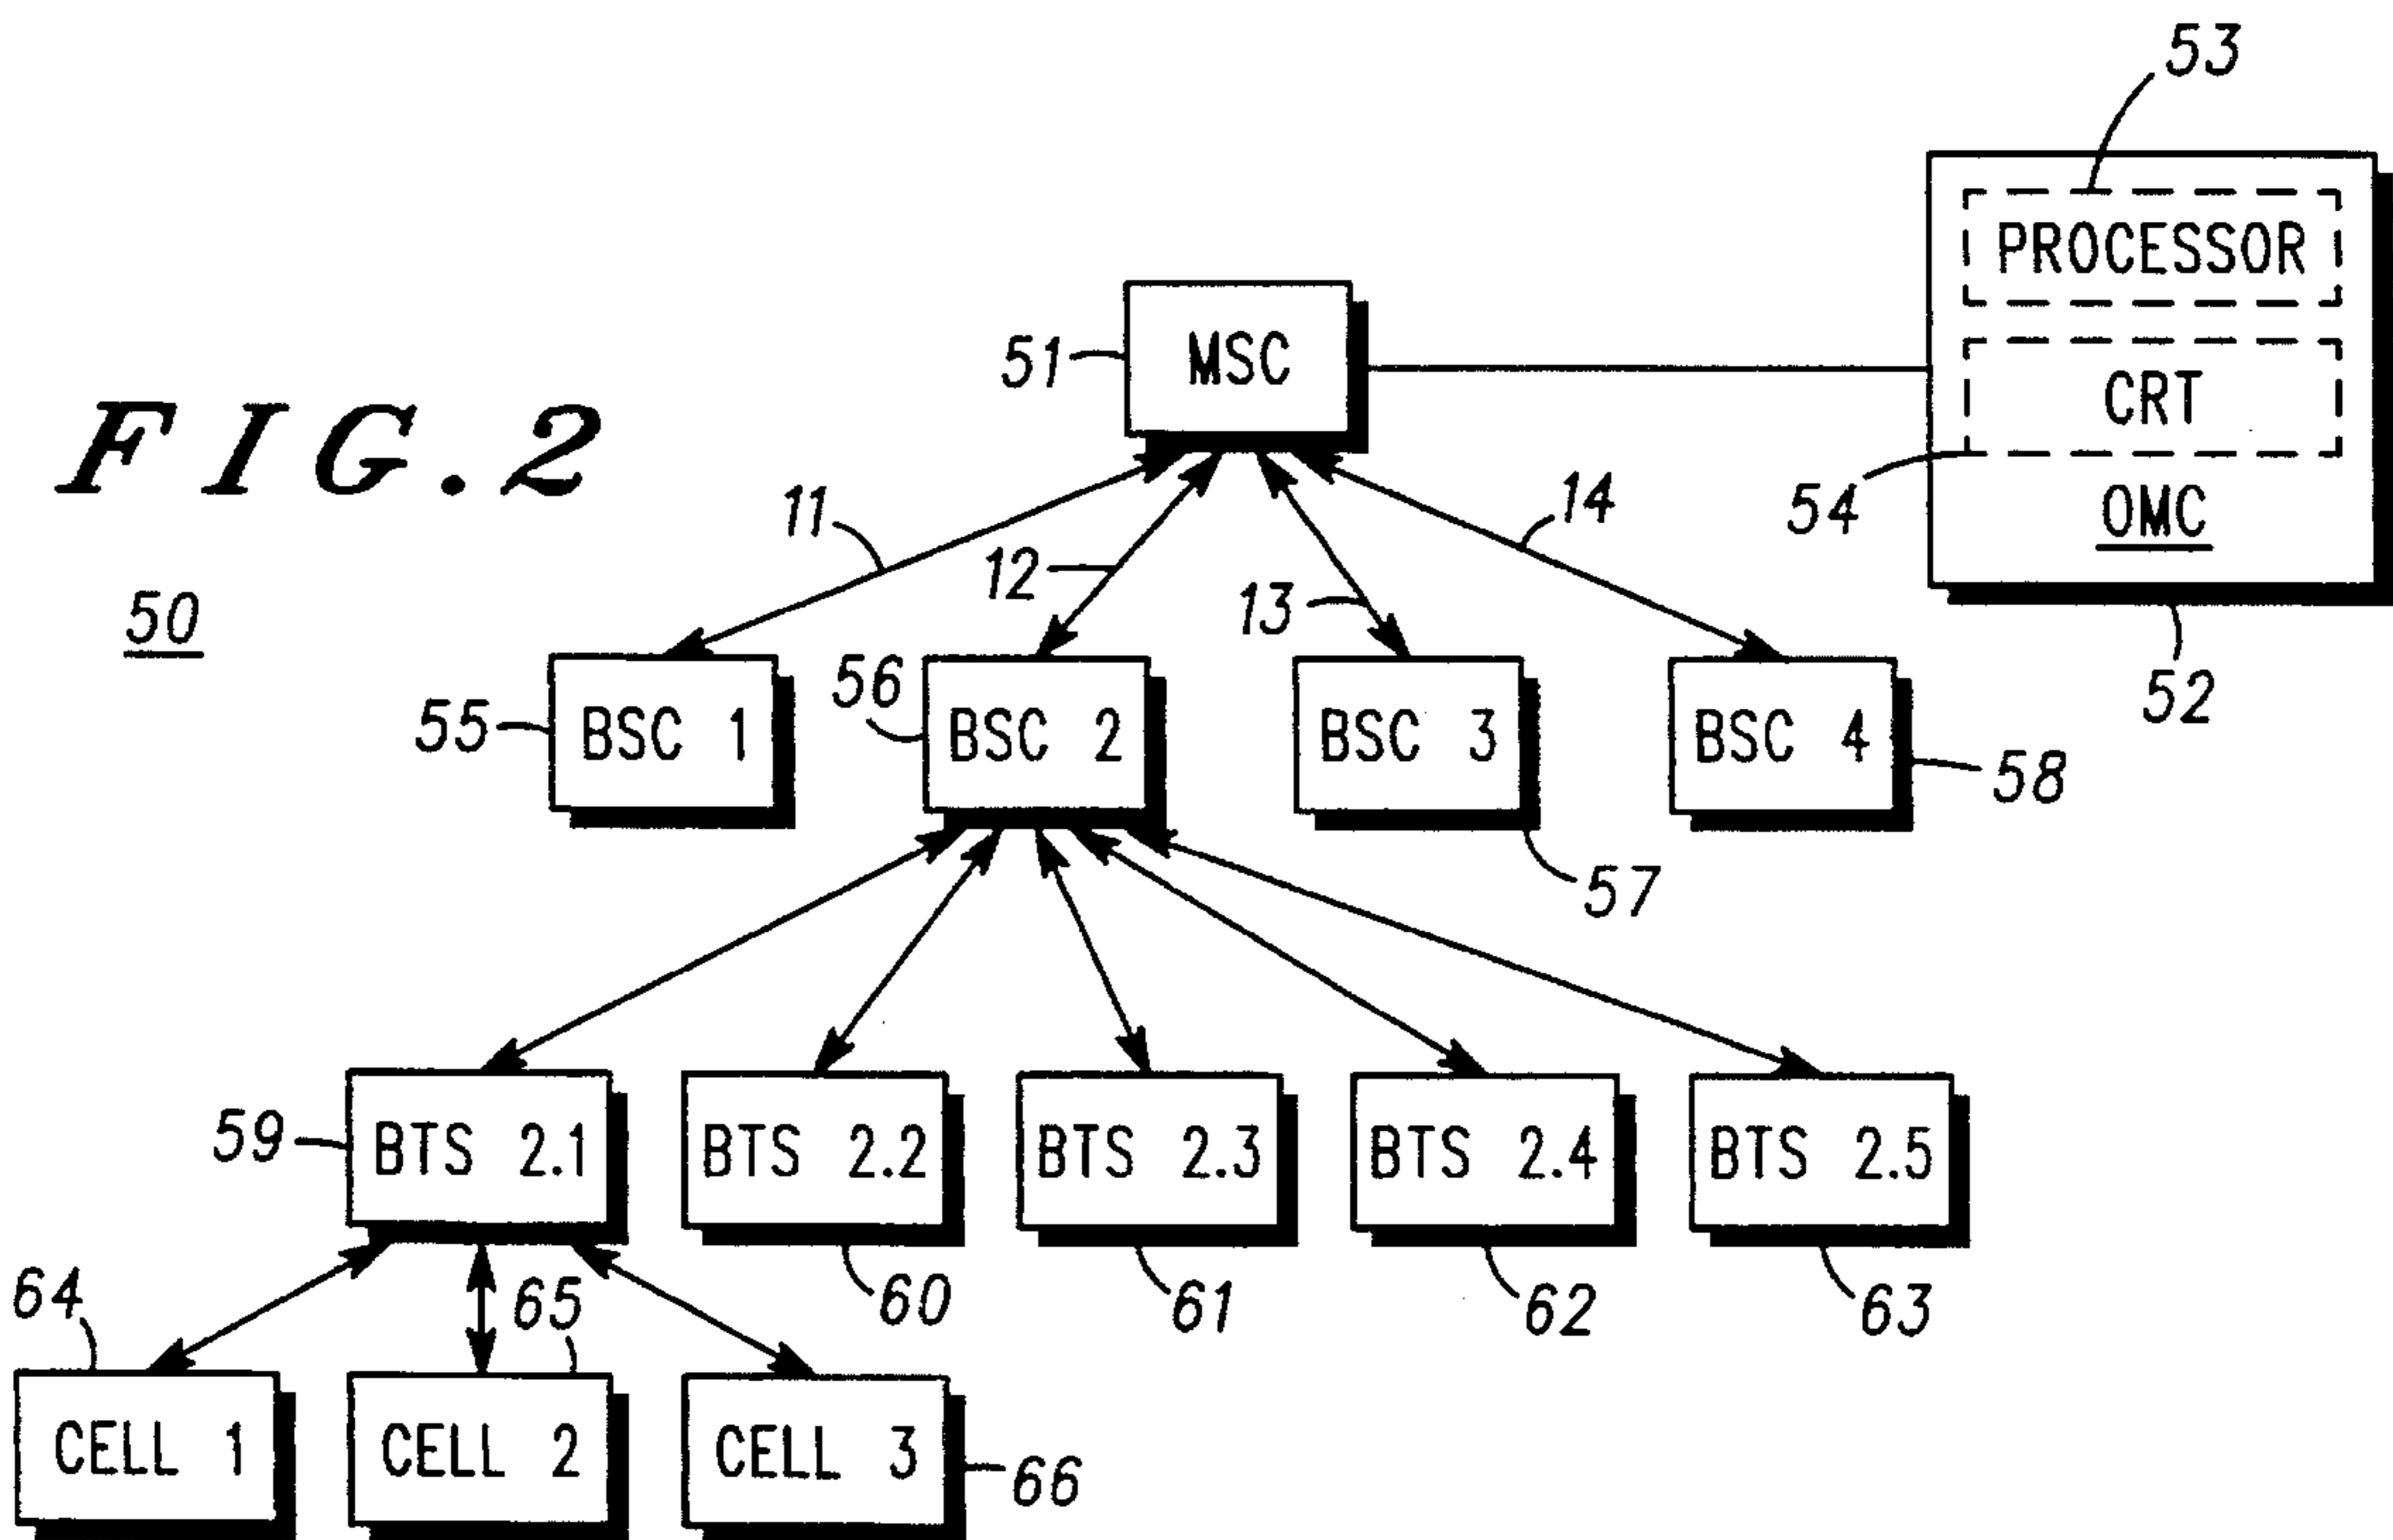 53
PROCESSOR
MSC
51
CRT
FIG.2
54
OMC
11
12
13
14
50
52
55
BSC 1
56
BSC 2
BSC 3
BSC 4
58
57
59
BTS 2.1
BTS 2.2
BTS 2.3
BTS 2.4
BTS 2.5
64
65
60
61
62
63
CELL 1
CELL 2
CELL 3
66